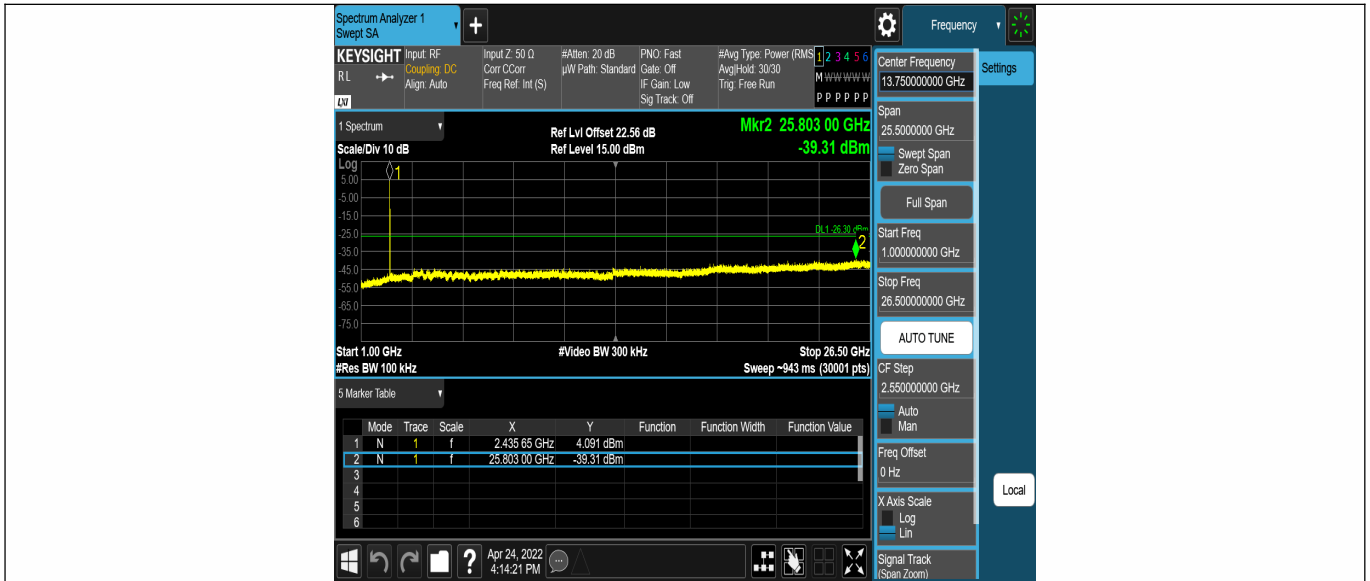 Spectrum Analyzer 1
Swept SA
Frequency
KEYSIGHT
R L
LXI
Input: RF
Coupling: DC
Align: Auto
Input Z: 50 Ω
Corr CCorr
Freq Ref: Int (S)
#Atten: 20 dB
µW Path: Standard
PNO: Fast
Gate: Off
IF Gain: Low
Sig Track: Off
#Avg Type: Power (RMS
Avg|Hold: 30/30
Trig: Free Run
1 2 3 4 5 6
M W W W W W
P P P P P P
1 Spectrum
Scale/Div 10 dB
Ref Lvl Offset 22.56 dB
Ref Level 15.00 dBm
Mkr2 25.803 00 GHz
-39.31 dBm
Log
5.00
-5.00
-15.0
-25.0
-35.0
-45.0
-55.0
-65.0
-75.0
1
DL1 -26.30 dBm
2
Start 1.00 GHz
#Video BW 300 kHz
Stop 26.50 GHz
#Res BW 100 kHz
Sweep ~943 ms (30001 pts)
5 Marker Table
Mode Trace Scale X Y Function Function Width Function Value
1 N 1 f 2.435 65 GHz 4.091 dBm
2 N 1 f 25.803 00 GHz -39.31 dBm
3
4
5
6
?
Apr 24, 2022
4:14:21 PM
Center Frequency
13.750000000 GHz
Settings
Span
25.5000000 GHz
Swept Span
Zero Span
Full Span
Start Freq
1.000000000 GHz
Stop Freq
26.500000000 GHz
AUTO TUNE
CF Step
2.550000000 GHz
Auto
Man
Freq Offset
0 Hz
Local
X Axis Scale
Log
Lin
Signal Track
(Span Zoom)